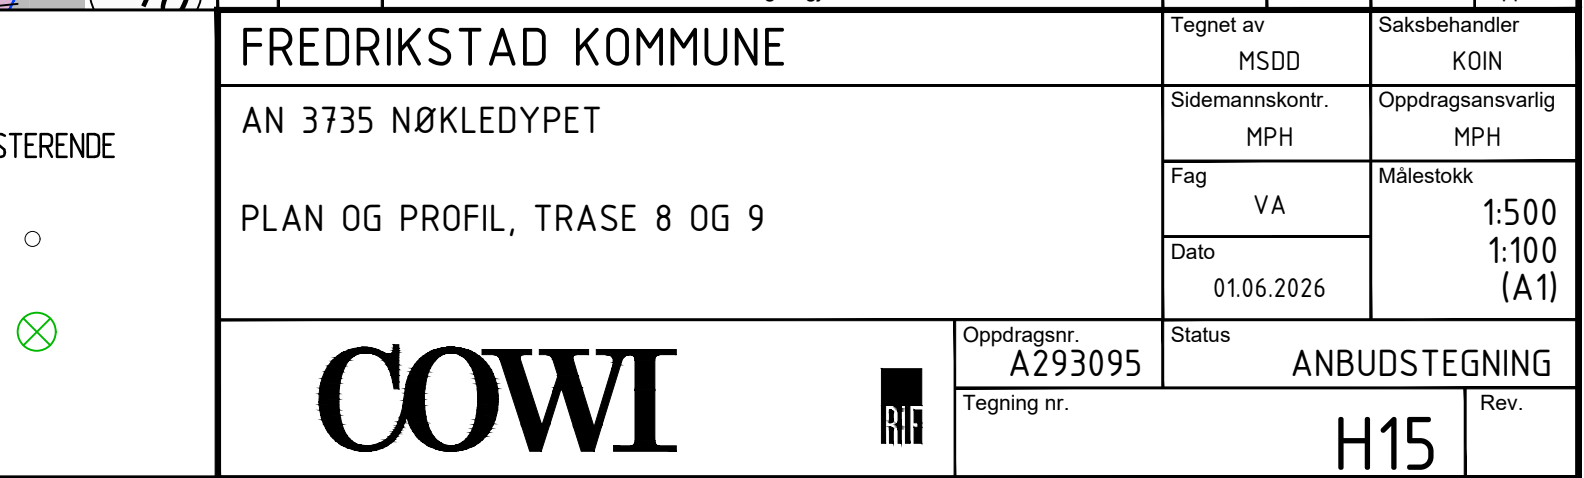 FREDRIKSTAD KOMMUNE
Tegnet av
MSDD
Saksbehandler
KOIN
AN 3735 NØKLEDYPET
Sidemannskontr.
MPH
Oppdragsansvarlig
MPH
STERENDE
PLAN OG PROFIL, TRASE 8 OG 9
Fag
VA
Målestokk
1:500
1:100
(A1)
Dato
01.06.2026
COWI
RIF
Oppdragsnr.
A293095
Status
ANBUDSTEGNING
Tegning nr.
H15
Rev.